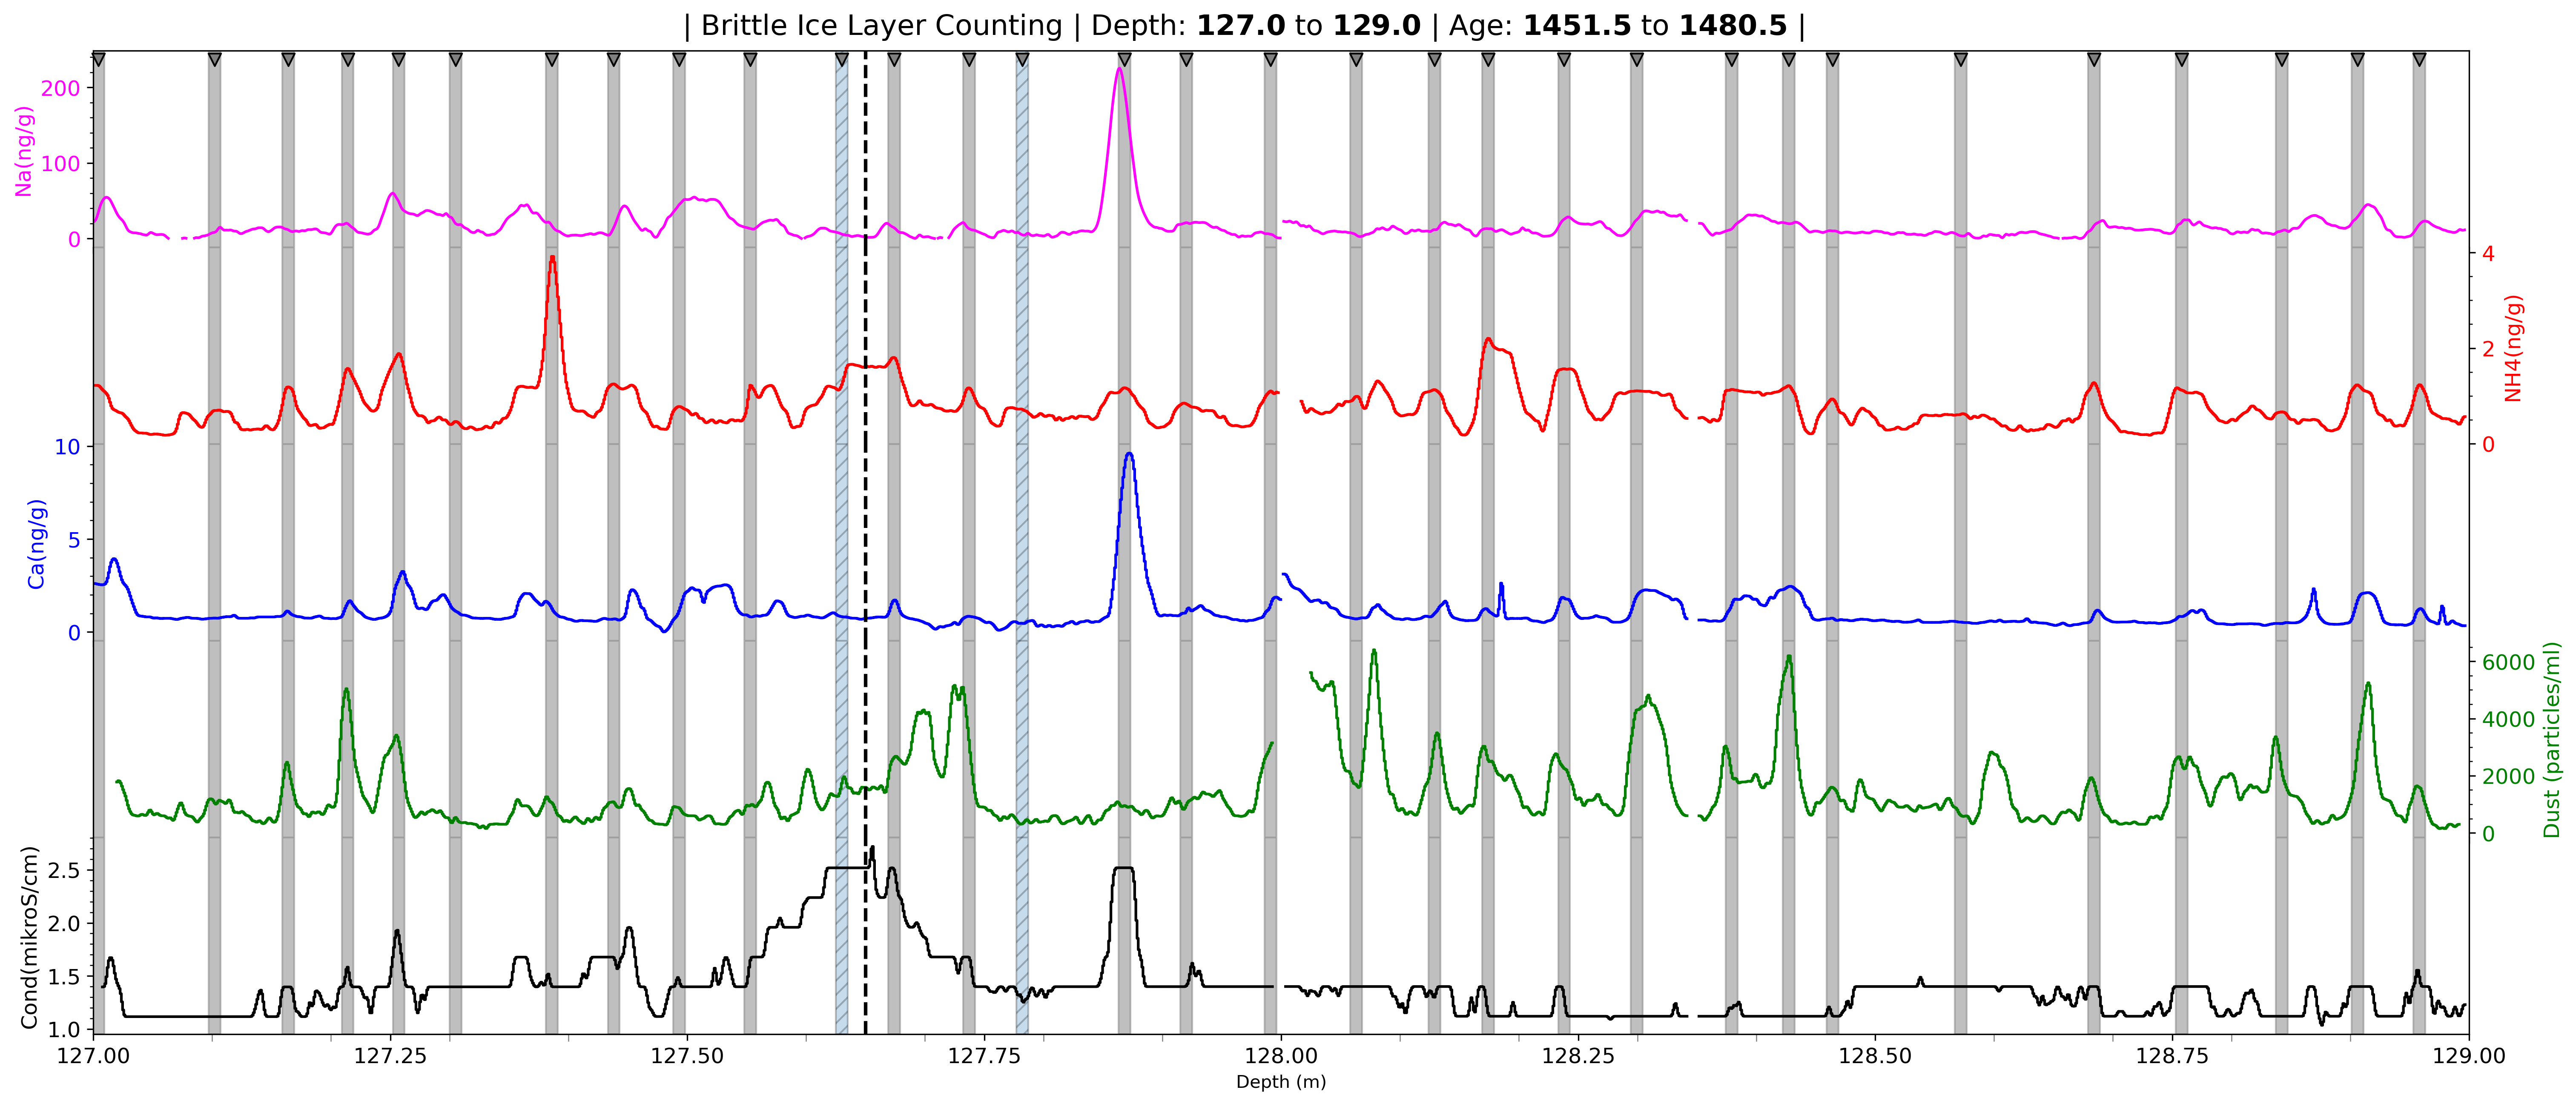 | Brittle Ice Layer Counting | Depth: 127.0 to 129.0 | Age: 1451.5 to 1480.5 |
Na(ng/g)
200
100
0
4
2
0
NH4(ng/g)
10
5
0
Ca(ng/g)
6000
4000
2000
0
Dust (particles/ml)
2.5
2.0
1.5
1.0
Cond(mikroS/cm)
127.00 127.25 127.50 127.75 128.00 128.25 128.50 128.75 129.00
Depth (m)